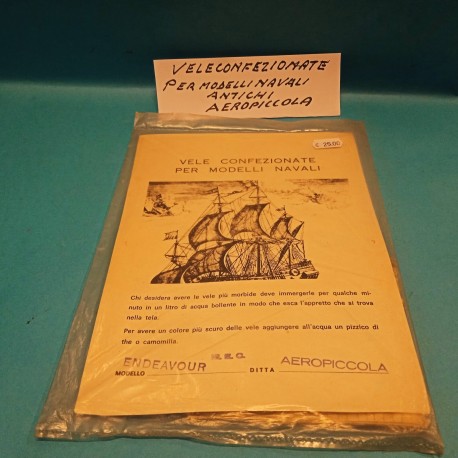 VELECONFEZIONATE
PER MODELLI NAVALI
ANTICHI
AEROPICCOLA
€ 25,00
VELE CONFEZIONATE
PER MODELLI NAVALI
Chi desidera avere le vele più morbide deve immergerle per qualche mi-
nuto in un litro di acqua bollente in modo che esca l'appretto che si trova
nella tela.
Per avere un colore più scuro delle vele aggiungere all'acqua un pizzico di
the o camomilla.
ENDEAVOUR
MODELLO
DITTA
AEROPICCOLA